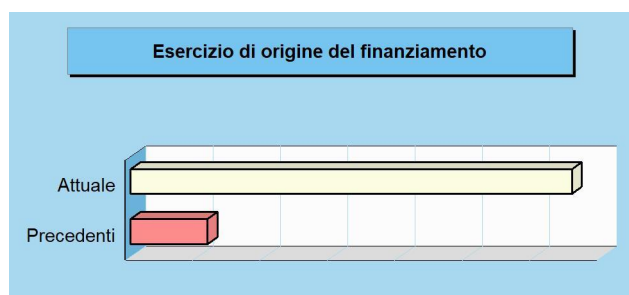 Esercizio di origine del finanziamento
Attuale
Precedenti